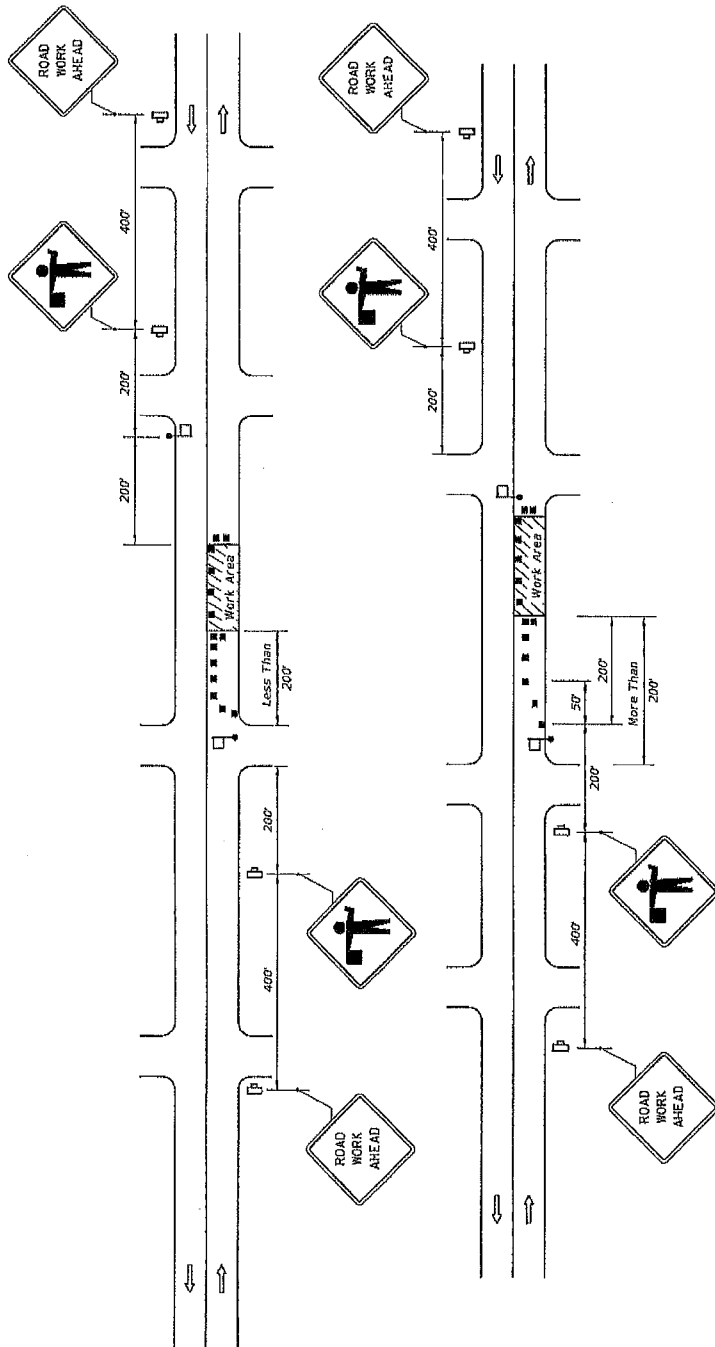 ROAD
WORK
AHEAD
400'
200'
200'
Work Area
Less Than
200'
200'
400'
ROAD
WORK
AHEAD
ROAD
WORK
AHEAD
400'
200'
Work Area
50'
200'
More Than
200'
200'
400'
ROAD
WORK
AHEAD